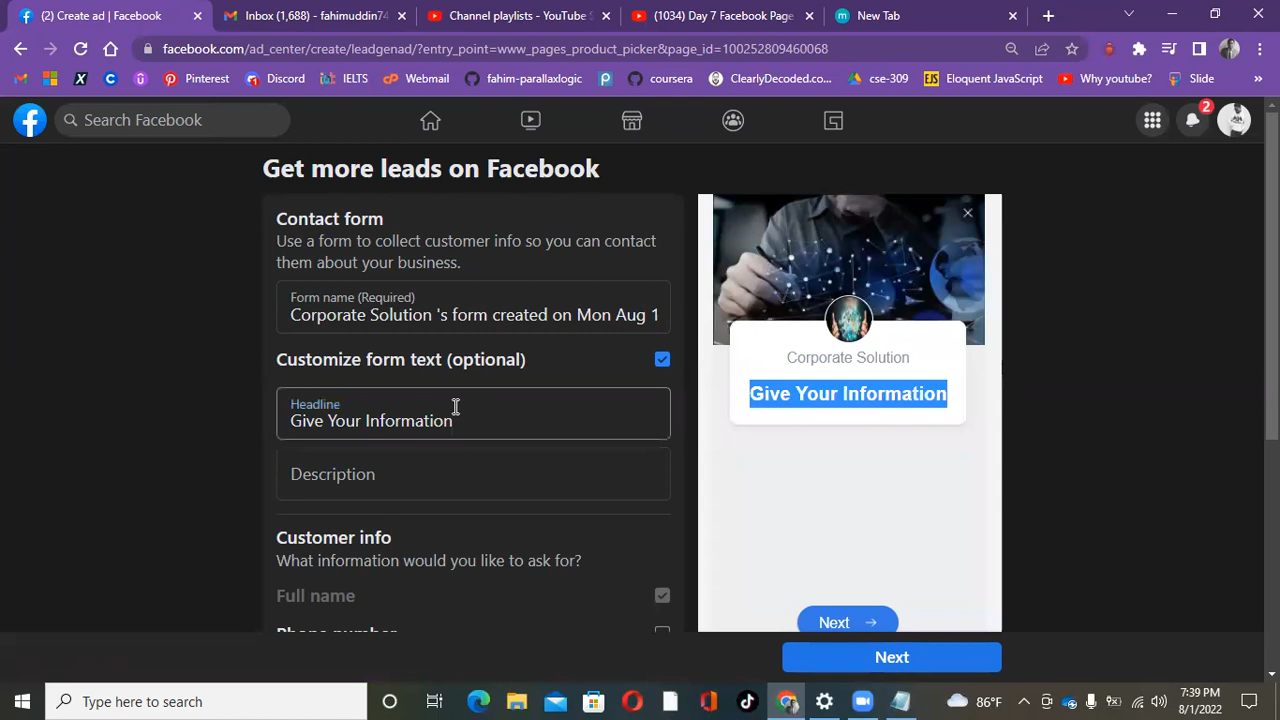 (2) Create ad | Facebook
Inbox (1,688) - fahimuddin74
Channel playlists - YouTube S
(1034) Day 7 Facebook Page
New Tab
facebook.com/ad_center/create/leadgenad/?entry_point=www_pages_product_picker&page_id=100252809460068
Pinterest
Discord
IELTS
Webmail
fahim-parallaxlogic
coursera
ClearlyDecoded.co...
cse-309
Eloquent JavaScript
Why youtube?
Slide
Search Facebook
2
Get more leads on Facebook
Contact form
Use a form to collect customer info so you can contact
them about your business.
Form name (Required)
Corporate Solution 's form created on Mon Aug 1
Customize form text (optional)
Headline
Give Your Information
Description
Customer info
What information would you like to ask for?
Full name
Corporate Solution
Give Your Information
Next
Next
Type here to search
86°F
7:39 PM
8/1/2022